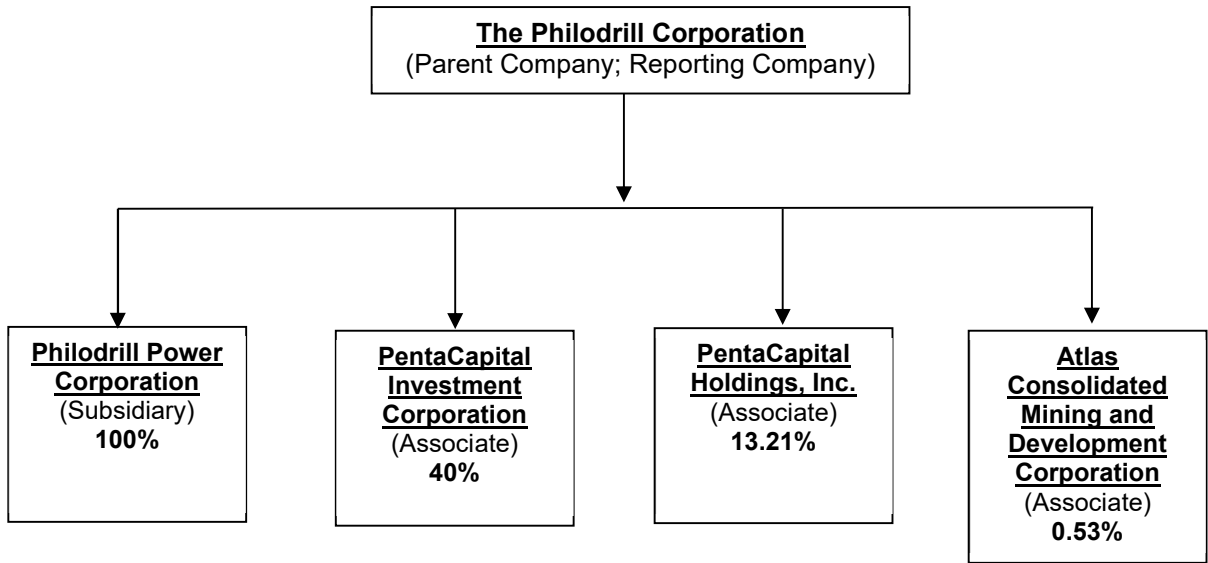 The Philodrill Corporation
(Parent Company; Reporting Company)
Philodrill Power
Corporation
(Subsidiary)
100%
PentaCapital
Investment
Corporation
(Associate)
40%
PentaCapital
Holdings, Inc.
(Associate)
13.21%
Atlas
Consolidated
Mining and
Development
Corporation
(Associate)
0.53%